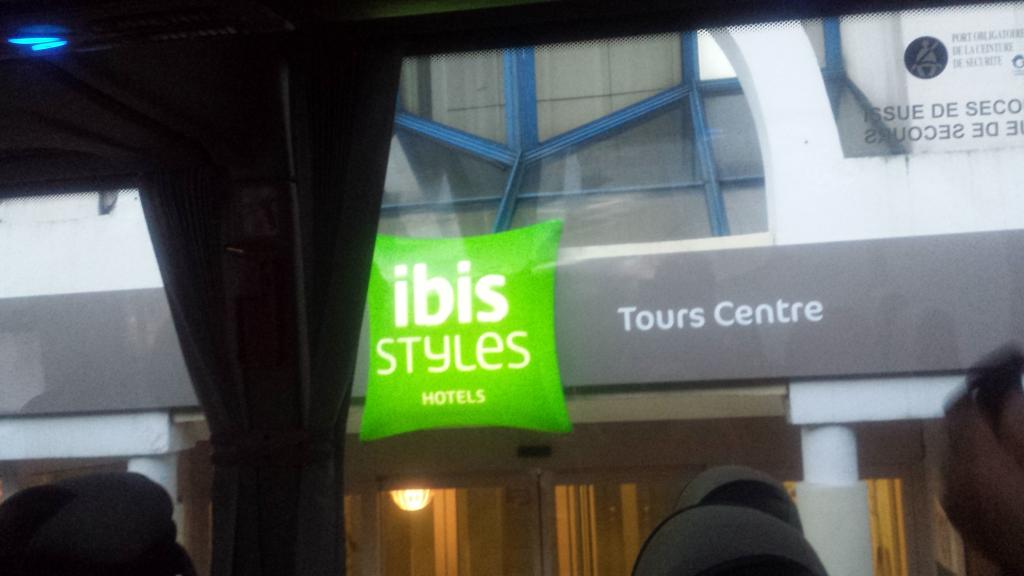 PORT OBLIGATOIRE
DE LA CEINTURE
DE SECURITE
ISSUE DE SECO
ibis
STYLES
HOTELS
Tours Centre